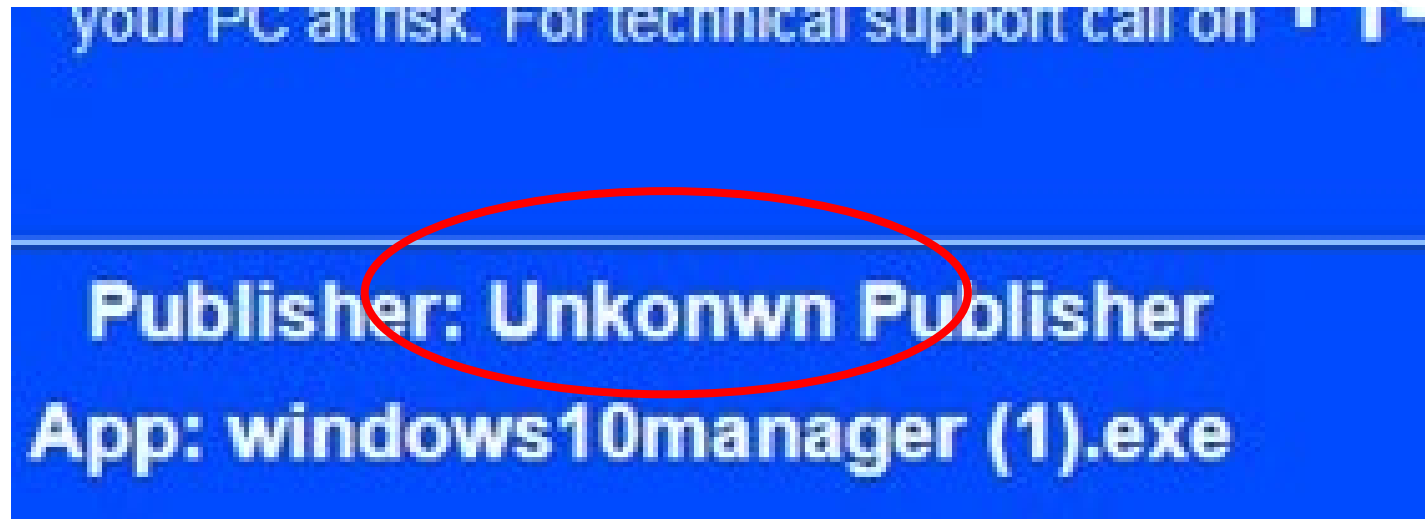 your PC at risk. For technical support call on
Publisher: Unkonwn Publisher
App: windows10manager (1).exe